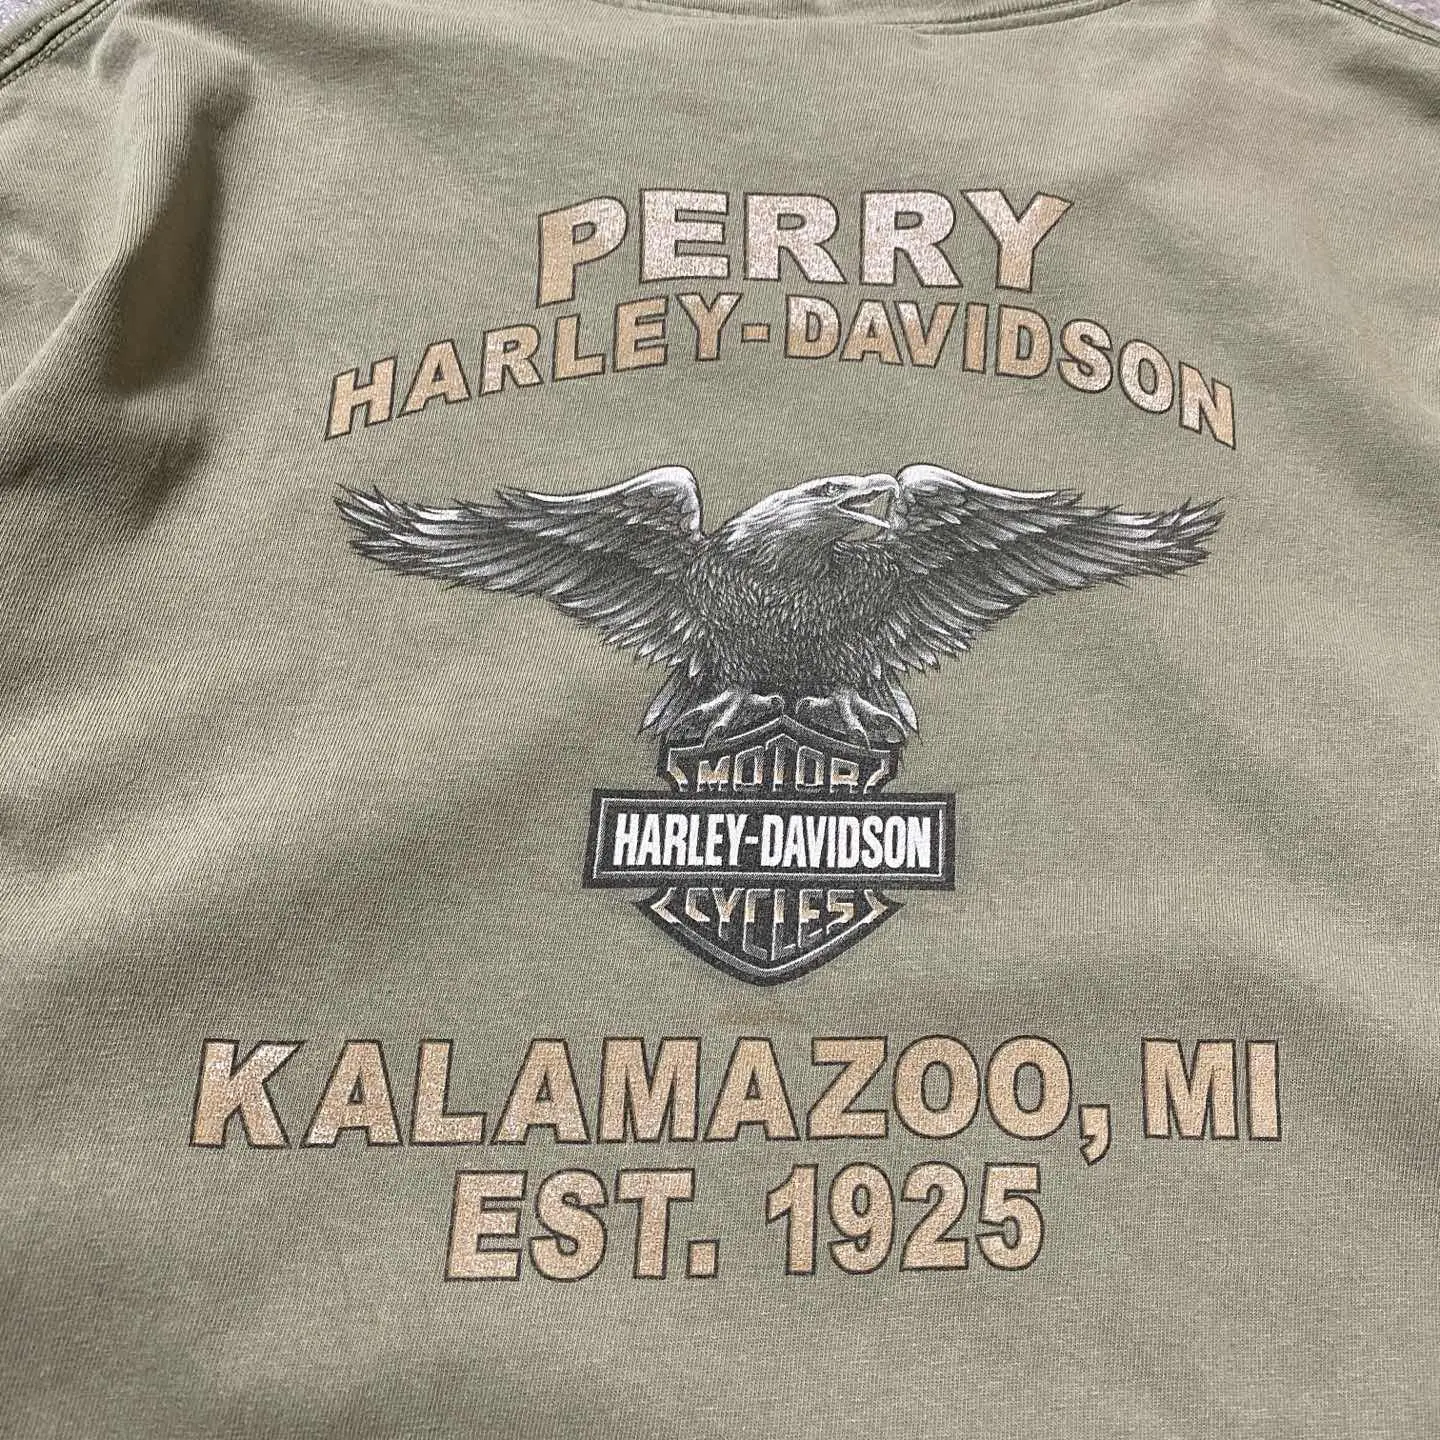 PERRY
HARLEY-DAVIDSON
MOTOR
HARLEY-DAVIDSON
CYCLES
KALAMAZOO, MI
EST. 1925